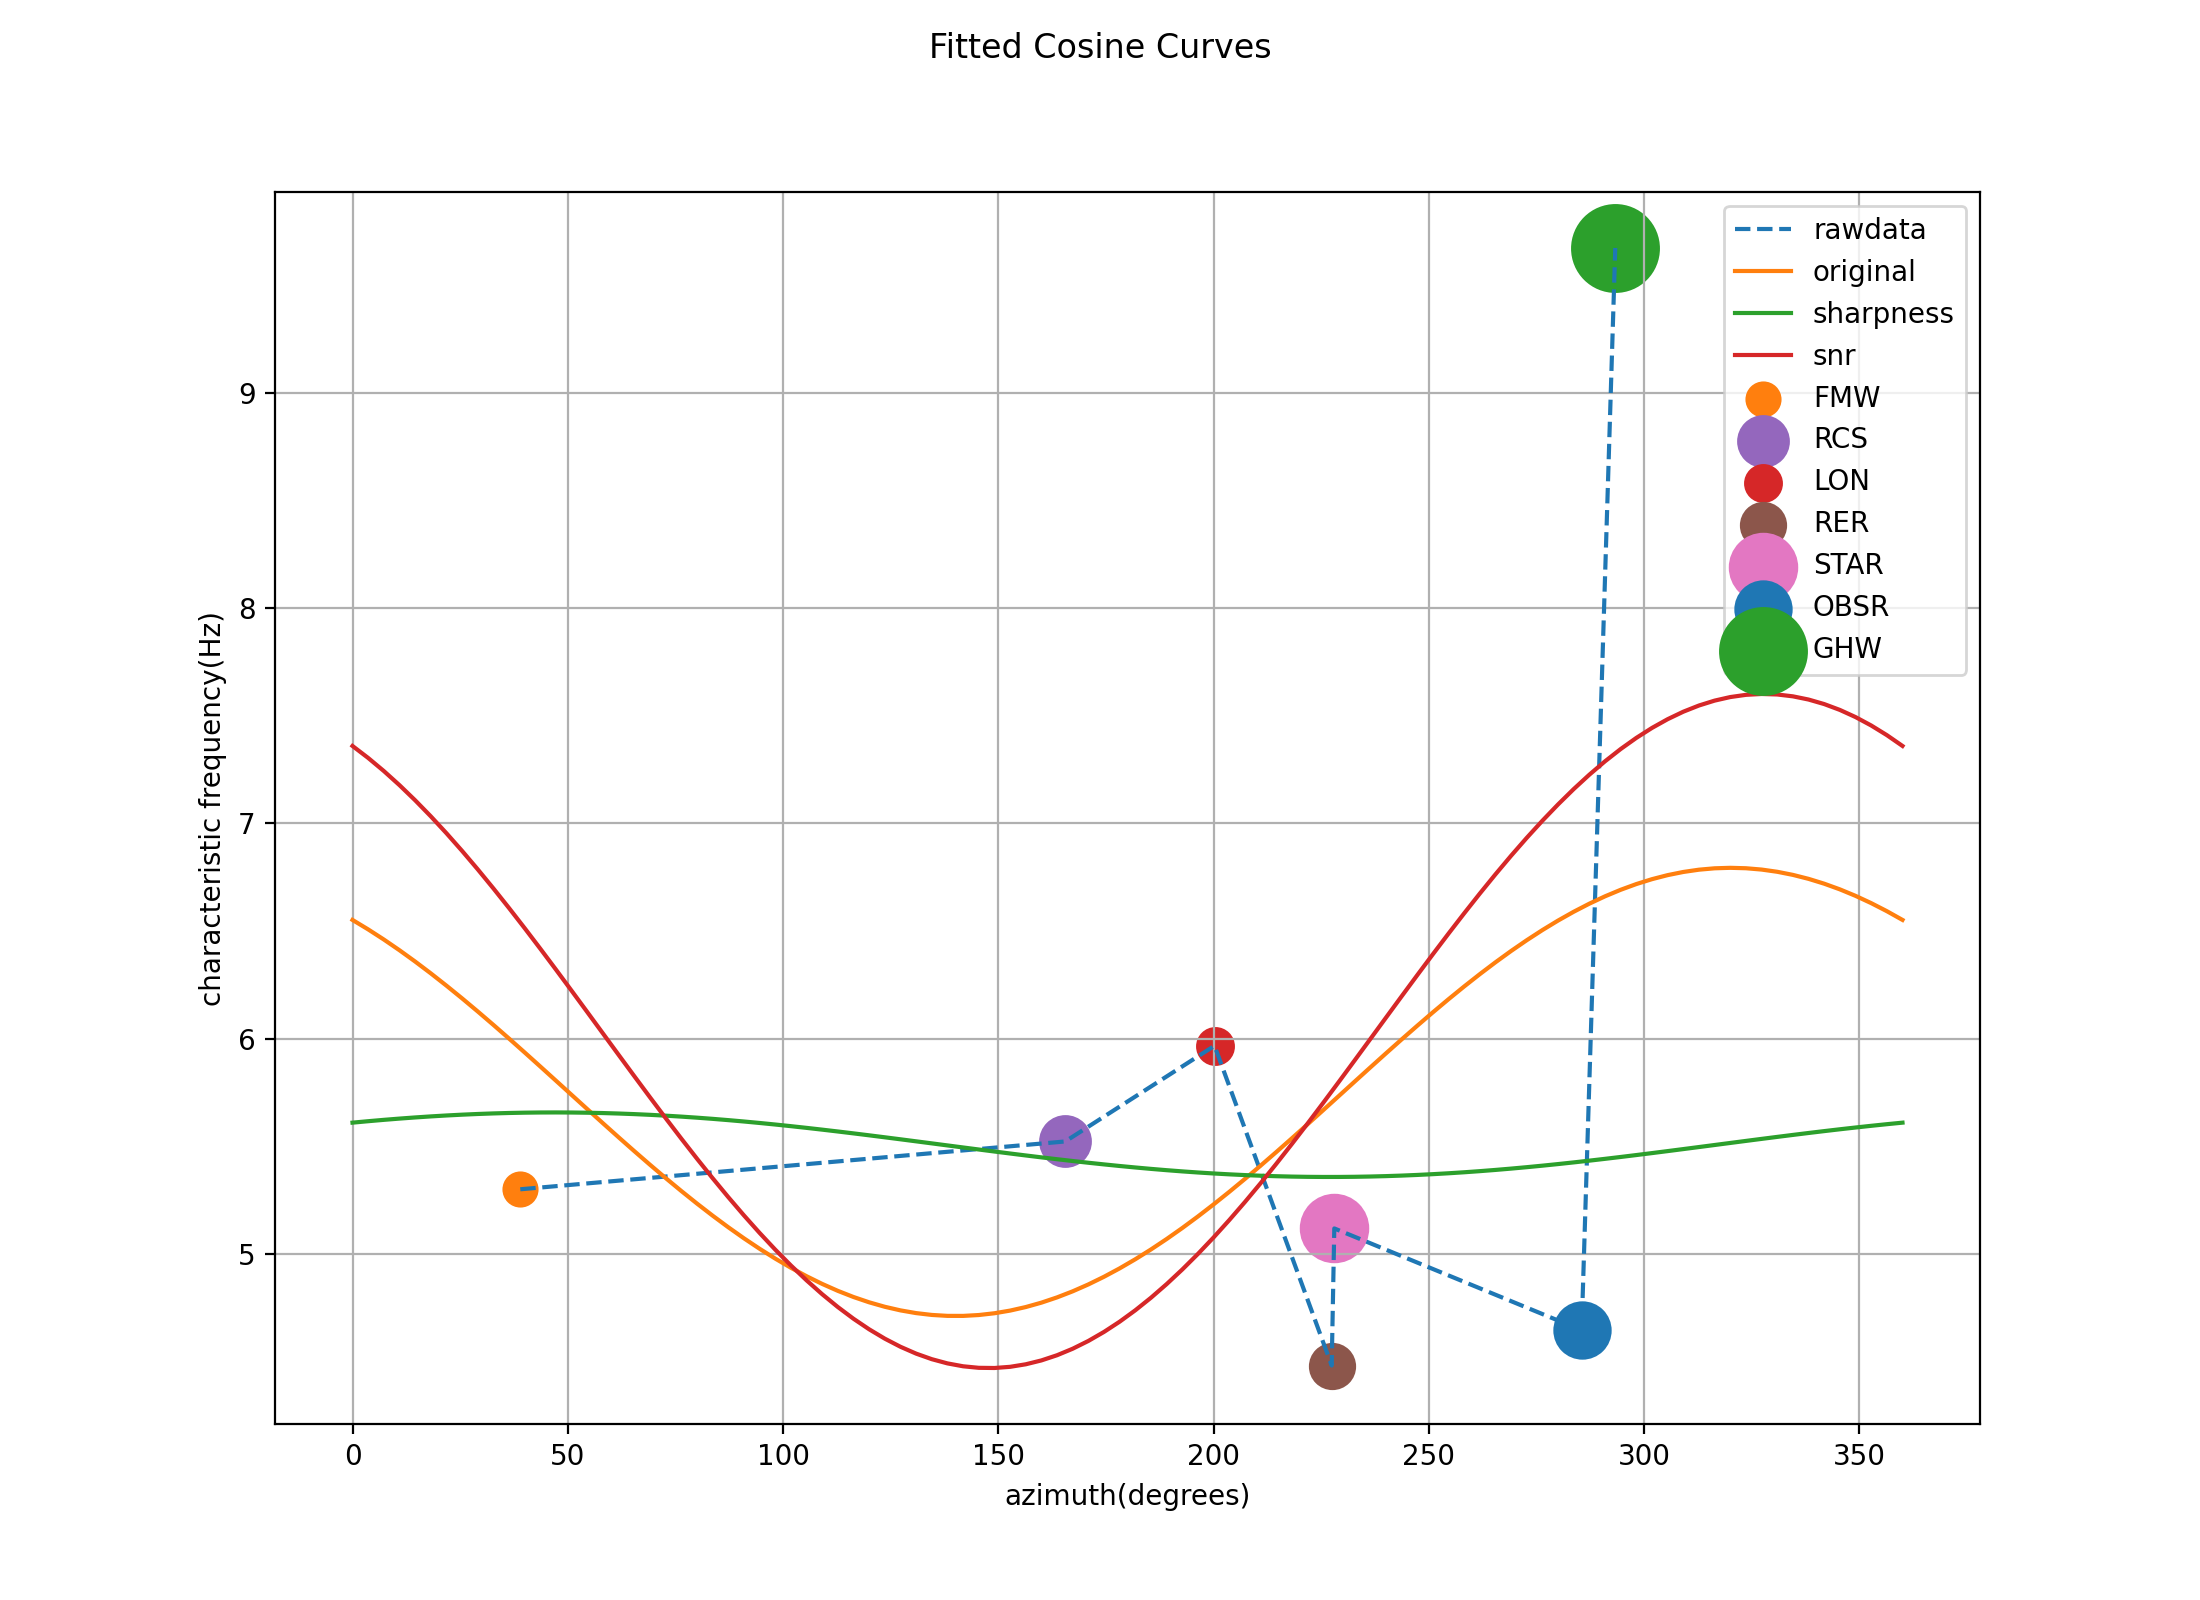 Fitted Cosine Curves
rawdata
original
sharpness
snr
FMW
RCS
LON
RER
STAR
OBSR
GHW
characteristic frequency(Hz)
9
8
7
6
5
0 50 100 150 200 250 300 350
azimuth(degrees)